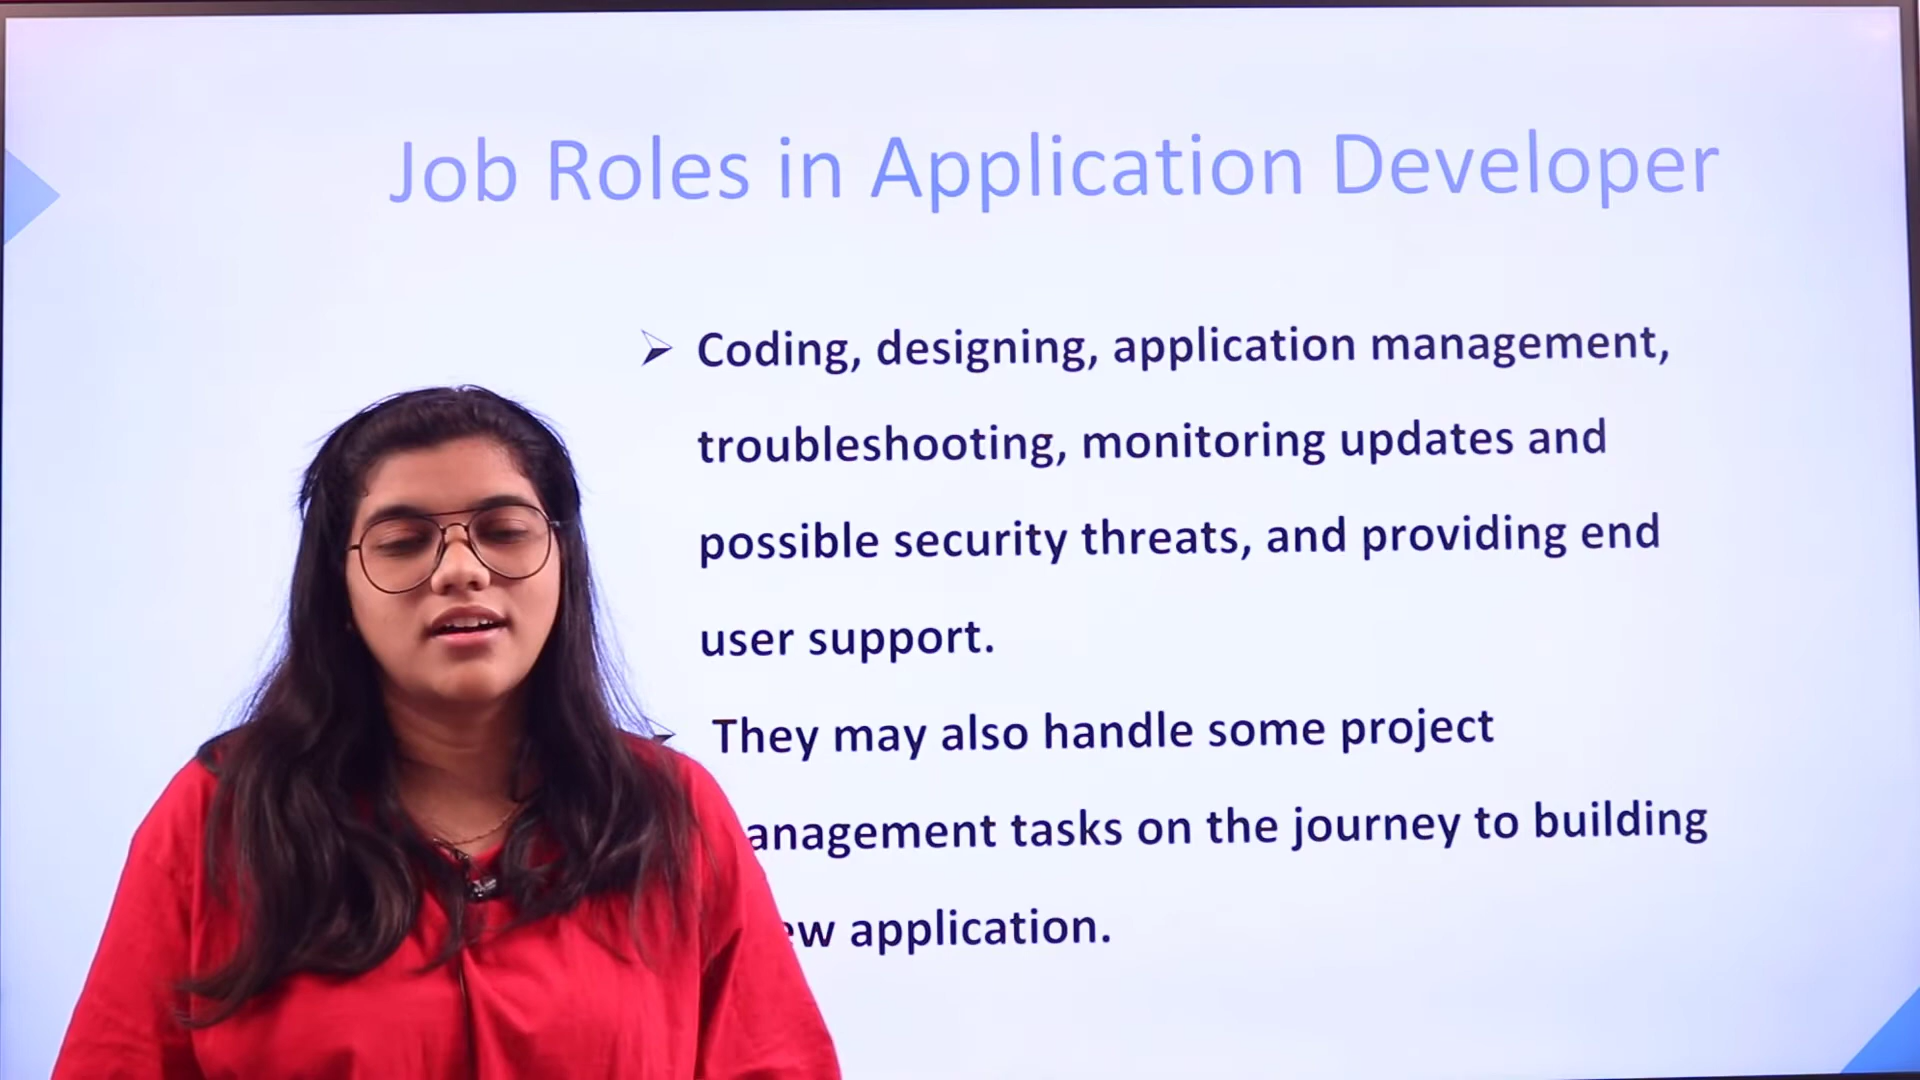 Job Roles in Application Developer
Coding, designing, application management,
troubleshooting, monitoring updates and
possible security threats, and providing end
user support.
They may also handle some project
anagement tasks on the journey to building
ew application.